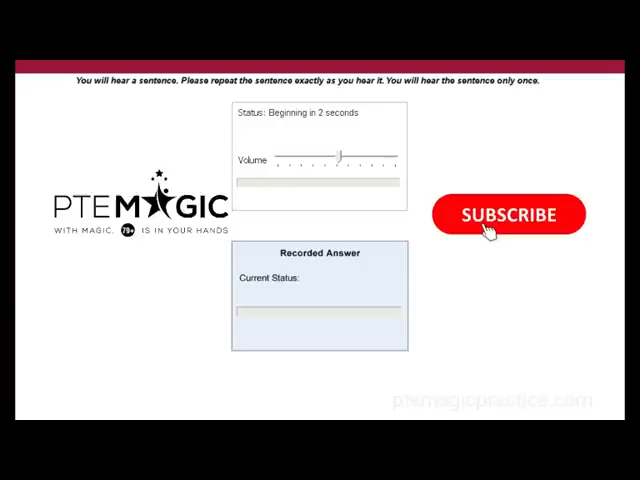 You will hear a sentence. Please repeat the sentence exactly as you hear it. You will hear the sentence only once.
Status: Beginning in 2 seconds
Volume
PTEMAGIC
WITH MAGIC, 79+ IS IN YOUR HANDS
SUBSCRIBE
Recorded Answer
Current Status:
ptemagicpractice.com